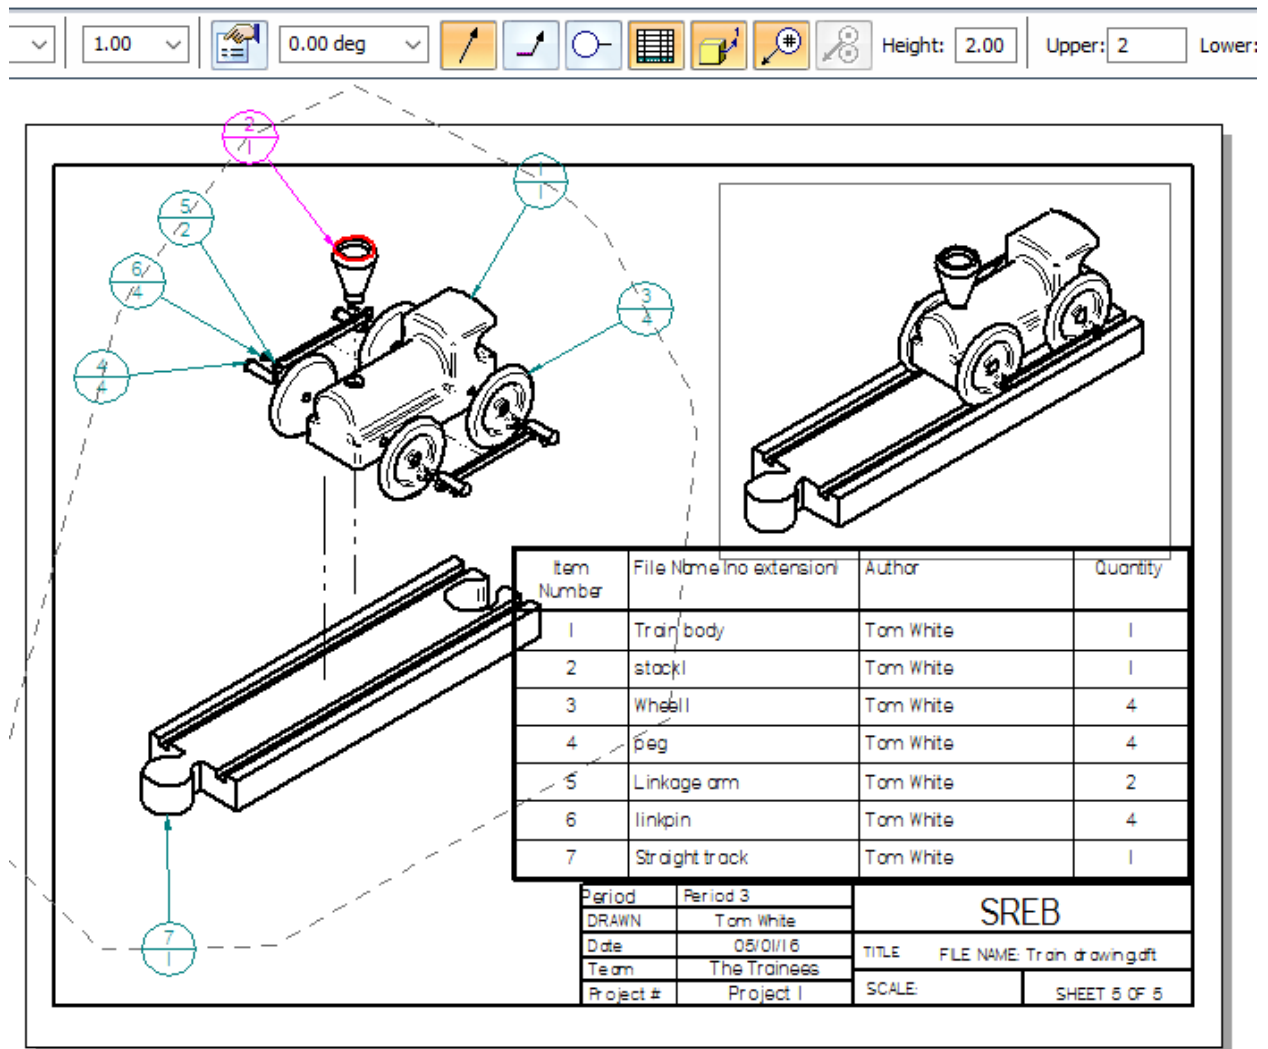 1.00 0.00 deg Height: 2.00 Upper: 2 Lower:
2
1
1
1
5
2
6
4
3
4
4
4
Item Number File Name (no extension) Author Quantity
1 Train body Tom White 1
2 stack1 Tom White 1
3 Wheel1 Tom White 4
4 peg Tom White 4
5 Linkage arm Tom White 2
6 linkpin Tom White 4
7 Straight track Tom White 1
7
1
Period Period 3
DRAWN Tom White
Date 05/01/16
Team The Trainees
Project # Project 1
SREB
TITLE FILE NAME: Train drawing.dft
SCALE: SHEET 5 OF 5